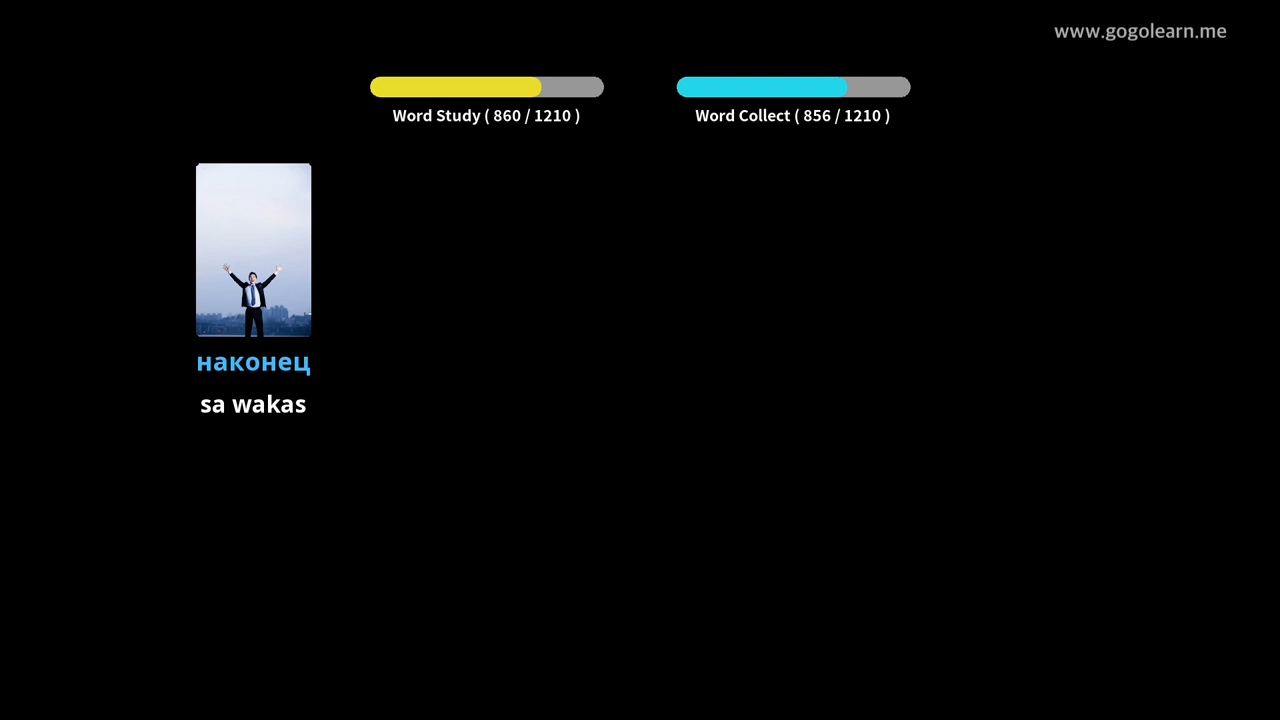 www.gogolearn.me
Word Study ( 860 / 1210 )
Word Collect ( 856 / 1210 )
наконец
sa wakas